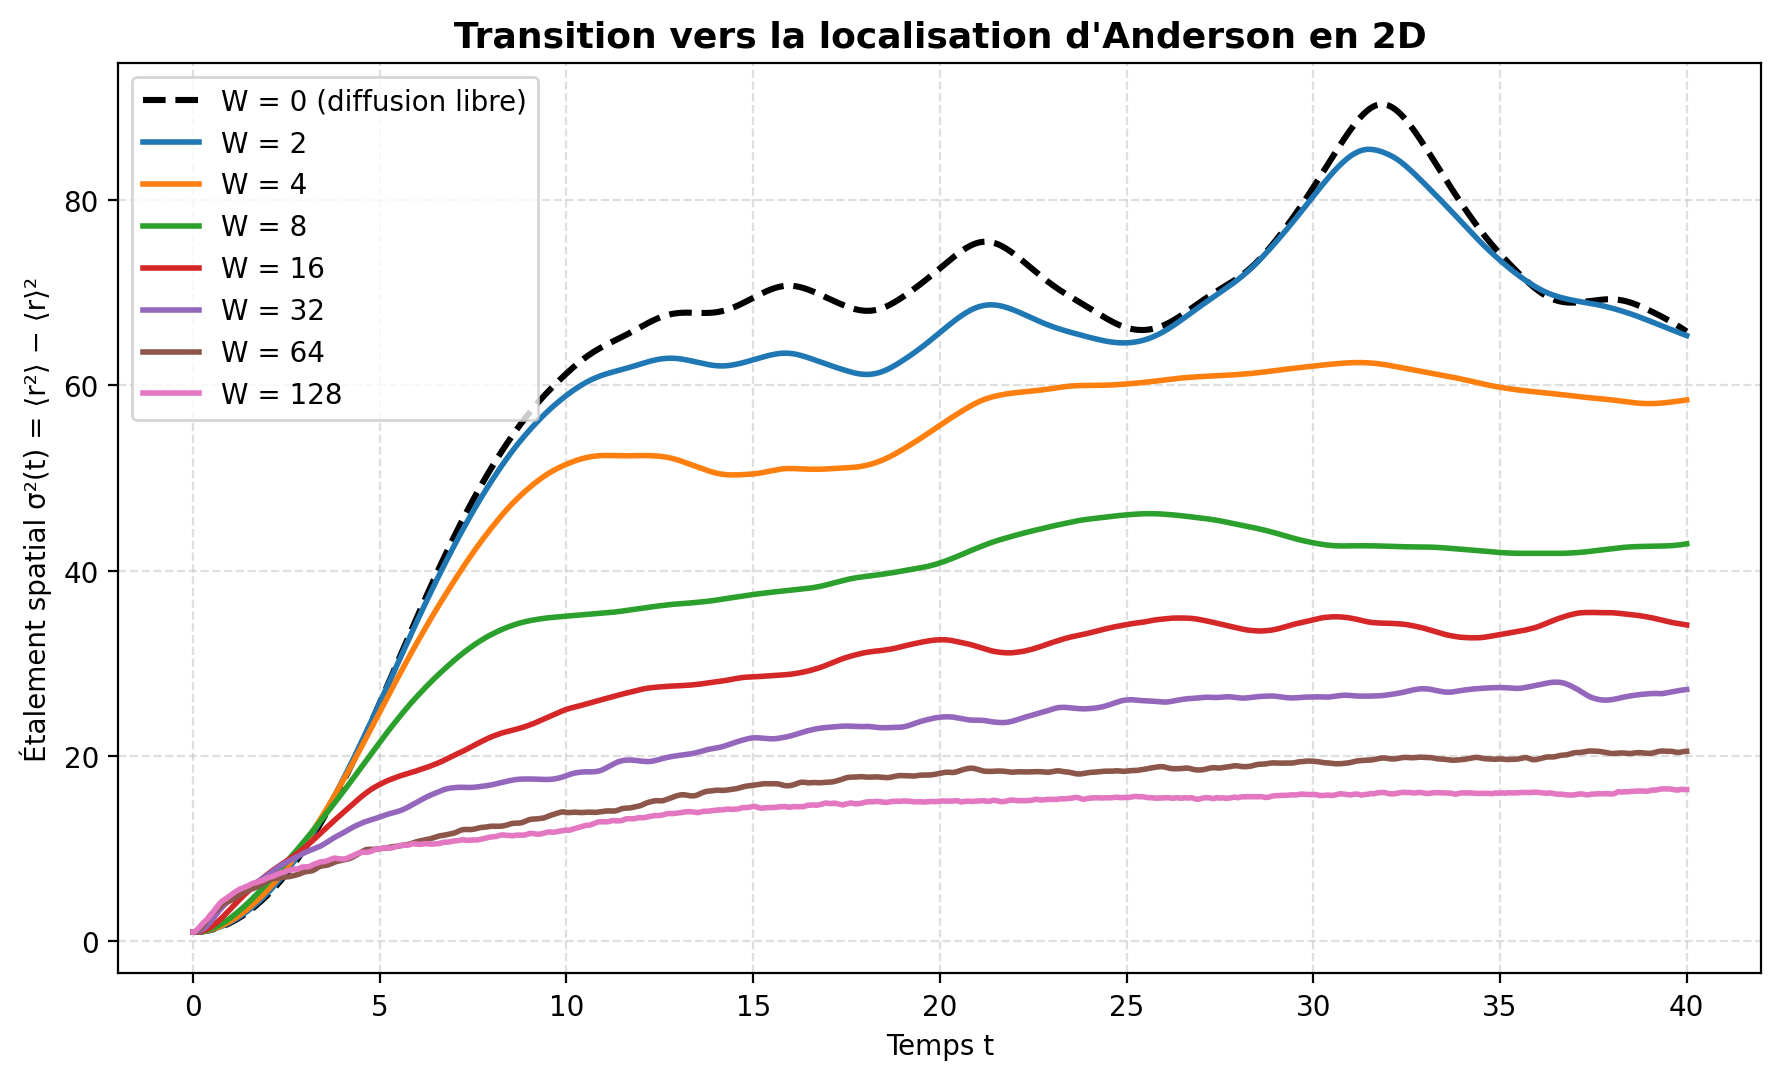 Transition vers la localisation d'Anderson en 2D
W = 0 (diffusion libre)
W = 2
W = 4
W = 8
W = 16
W = 32
W = 64
W = 128
Étalement spatial σ²(t) = ⟨r²⟩ − ⟨r⟩²
80
60
40
20
0
0 5 10 15 20 25 30 35 40
Temps t